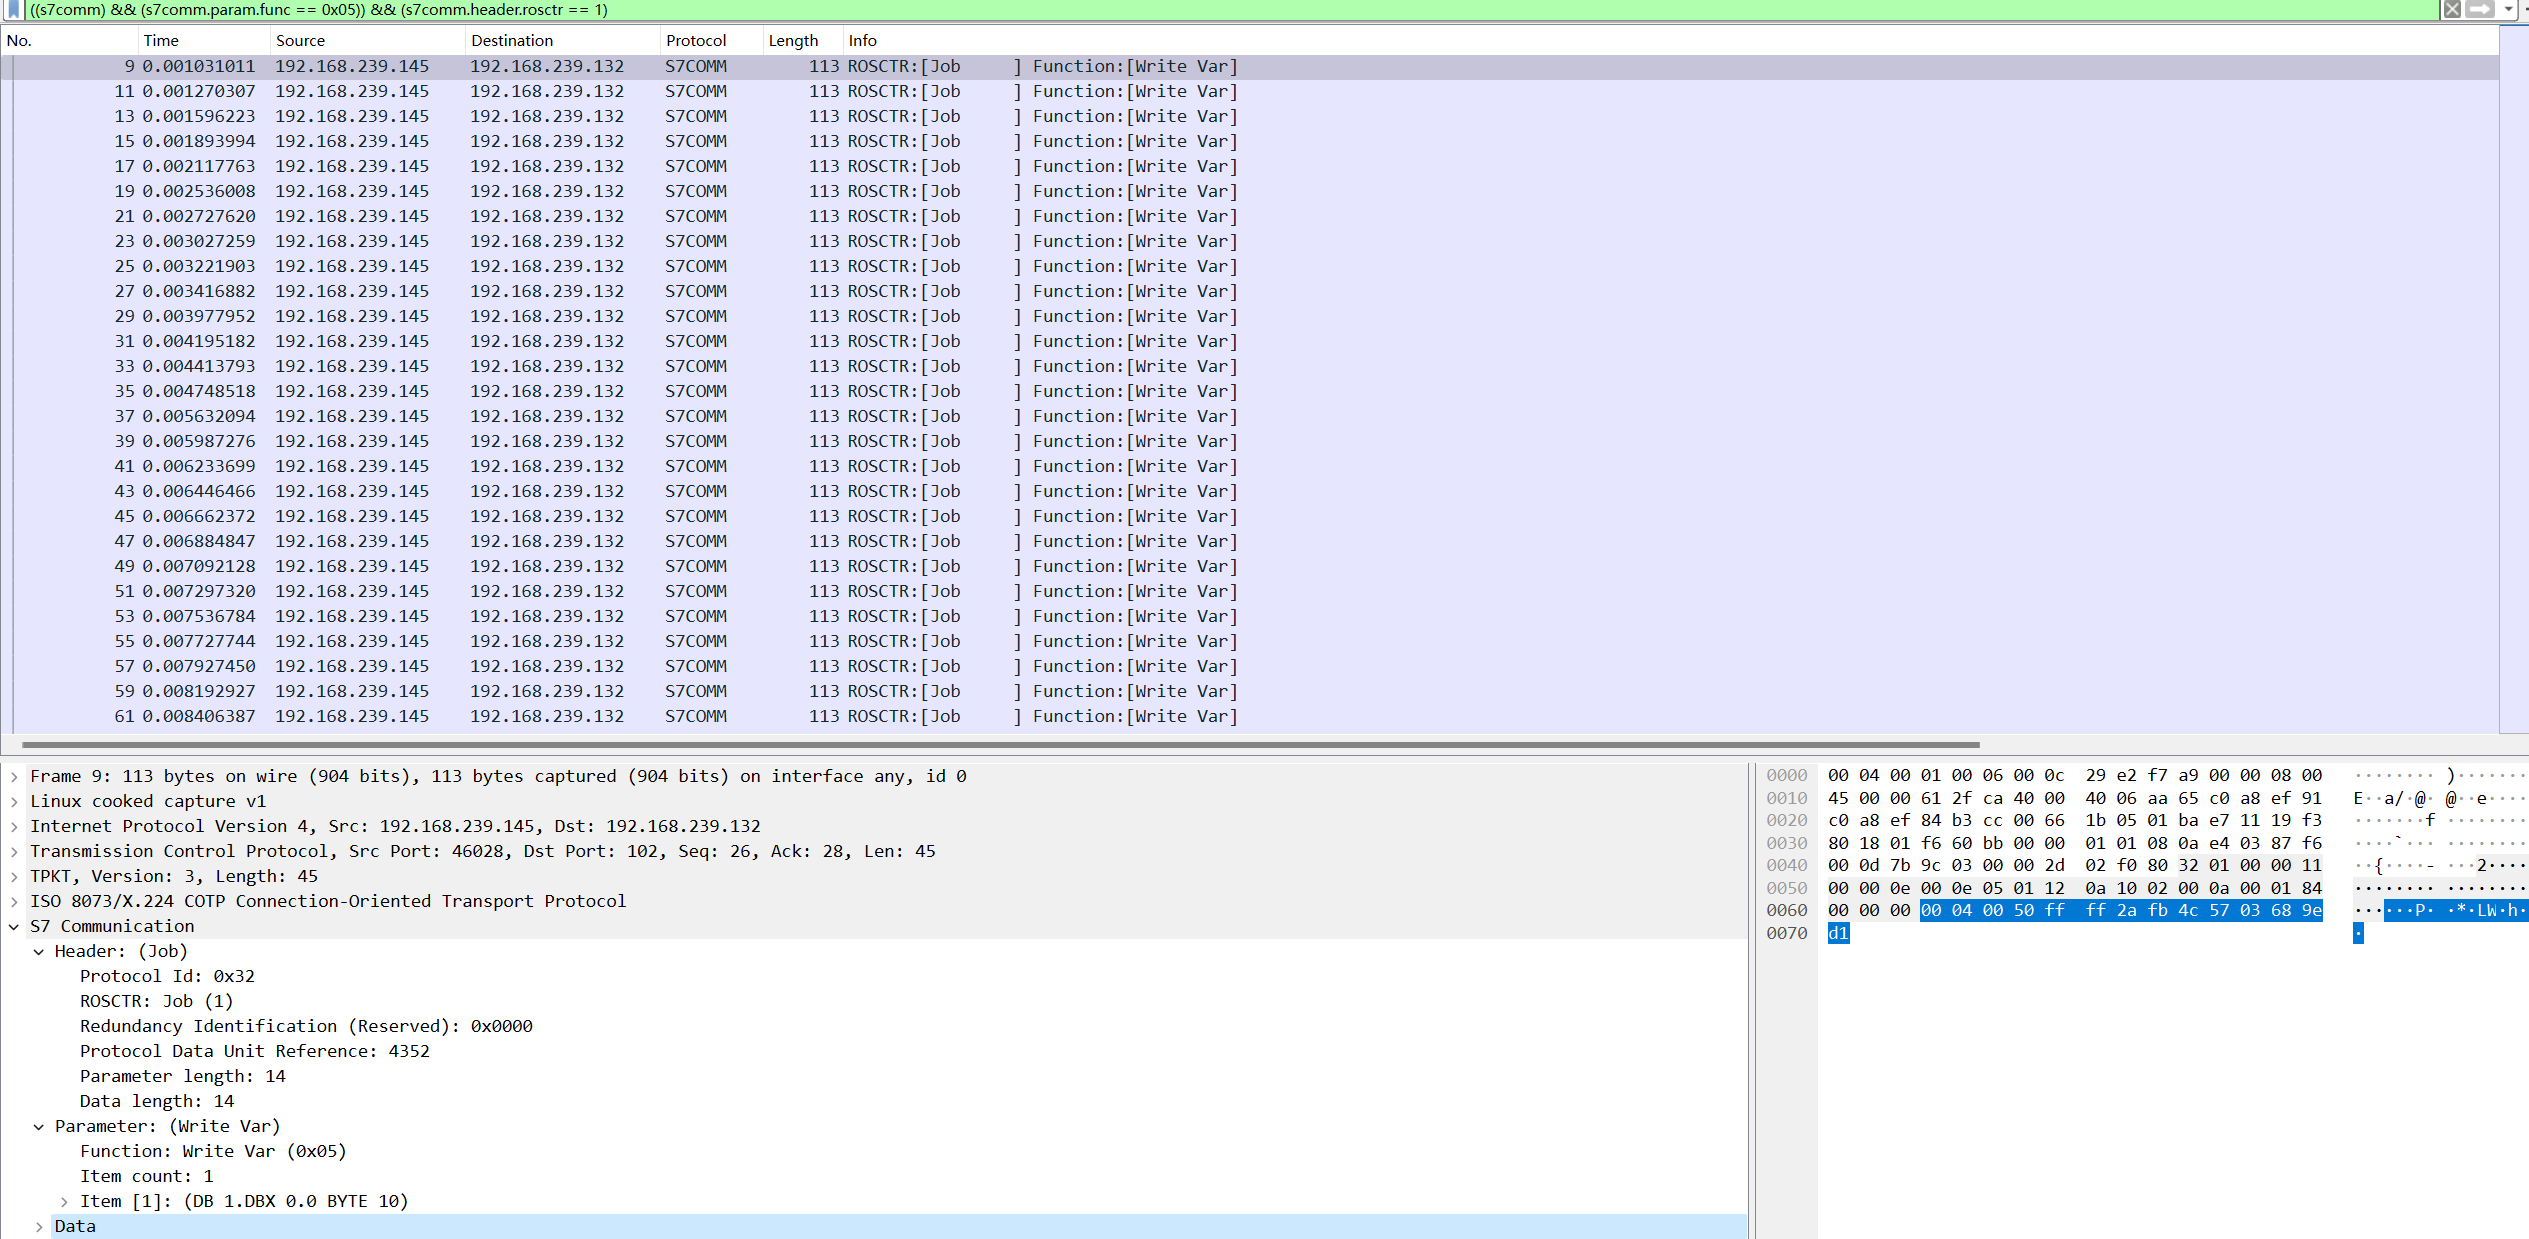 ((s7comm) && (s7comm.param.func == 0x05)) && (s7comm.header.rosctr == 1)
No. Time Source Destination Protocol Length Info
9 0.001031011 192.168.239.145 192.168.239.132 S7COMM 113 ROSCTR:[Job ] Function:[Write Var]
11 0.001270307 192.168.239.145 192.168.239.132 S7COMM 113 ROSCTR:[Job ] Function:[Write Var]
13 0.001596223 192.168.239.145 192.168.239.132 S7COMM 113 ROSCTR:[Job ] Function:[Write Var]
15 0.001893994 192.168.239.145 192.168.239.132 S7COMM 113 ROSCTR:[Job ] Function:[Write Var]
17 0.002117763 192.168.239.145 192.168.239.132 S7COMM 113 ROSCTR:[Job ] Function:[Write Var]
19 0.002536008 192.168.239.145 192.168.239.132 S7COMM 113 ROSCTR:[Job ] Function:[Write Var]
21 0.002727620 192.168.239.145 192.168.239.132 S7COMM 113 ROSCTR:[Job ] Function:[Write Var]
23 0.003027259 192.168.239.145 192.168.239.132 S7COMM 113 ROSCTR:[Job ] Function:[Write Var]
25 0.003221903 192.168.239.145 192.168.239.132 S7COMM 113 ROSCTR:[Job ] Function:[Write Var]
27 0.003416882 192.168.239.145 192.168.239.132 S7COMM 113 ROSCTR:[Job ] Function:[Write Var]
29 0.003977952 192.168.239.145 192.168.239.132 S7COMM 113 ROSCTR:[Job ] Function:[Write Var]
31 0.004195182 192.168.239.145 192.168.239.132 S7COMM 113 ROSCTR:[Job ] Function:[Write Var]
33 0.004413793 192.168.239.145 192.168.239.132 S7COMM 113 ROSCTR:[Job ] Function:[Write Var]
35 0.004748518 192.168.239.145 192.168.239.132 S7COMM 113 ROSCTR:[Job ] Function:[Write Var]
37 0.005632094 192.168.239.145 192.168.239.132 S7COMM 113 ROSCTR:[Job ] Function:[Write Var]
39 0.005987276 192.168.239.145 192.168.239.132 S7COMM 113 ROSCTR:[Job ] Function:[Write Var]
41 0.006233699 192.168.239.145 192.168.239.132 S7COMM 113 ROSCTR:[Job ] Function:[Write Var]
43 0.006446466 192.168.239.145 192.168.239.132 S7COMM 113 ROSCTR:[Job ] Function:[Write Var]
45 0.006662372 192.168.239.145 192.168.239.132 S7COMM 113 ROSCTR:[Job ] Function:[Write Var]
47 0.006884847 192.168.239.145 192.168.239.132 S7COMM 113 ROSCTR:[Job ] Function:[Write Var]
49 0.007092128 192.168.239.145 192.168.239.132 S7COMM 113 ROSCTR:[Job ] Function:[Write Var]
51 0.007297320 192.168.239.145 192.168.239.132 S7COMM 113 ROSCTR:[Job ] Function:[Write Var]
53 0.007536784 192.168.239.145 192.168.239.132 S7COMM 113 ROSCTR:[Job ] Function:[Write Var]
55 0.007727744 192.168.239.145 192.168.239.132 S7COMM 113 ROSCTR:[Job ] Function:[Write Var]
57 0.007927450 192.168.239.145 192.168.239.132 S7COMM 113 ROSCTR:[Job ] Function:[Write Var]
59 0.008192927 192.168.239.145 192.168.239.132 S7COMM 113 ROSCTR:[Job ] Function:[Write Var]
61 0.008406387 192.168.239.145 192.168.239.132 S7COMM 113 ROSCTR:[Job ] Function:[Write Var]
Frame 9: 113 bytes on wire (904 bits), 113 bytes captured (904 bits) on interface any, id 0
Linux cooked capture v1
Internet Protocol Version 4, Src: 192.168.239.145, Dst: 192.168.239.132
Transmission Control Protocol, Src Port: 46028, Dst Port: 102, Seq: 26, Ack: 28, Len: 45
TPKT, Version: 3, Length: 45
ISO 8073/X.224 COTP Connection-Oriented Transport Protocol
S7 Communication
Header: (Job)
Protocol Id: 0x32
ROSCTR: Job (1)
Redundancy Identification (Reserved): 0x0000
Protocol Data Unit Reference: 4352
Parameter length: 14
Data length: 14
Parameter: (Write Var)
Function: Write Var (0x05)
Item count: 1
Item [1]: (DB 1.DBX 0.0 BYTE 10)
Data
0000 00 04 00 01 00 06 00 0c 29 e2 f7 a9 00 00 08 00 ········ )·······
0010 45 00 00 61 2f ca 40 00 40 06 aa 65 c0 a8 ef 91 E··a/·@· @··e····
0020 c0 a8 ef 84 b3 cc 00 66 1b 05 01 ba e7 11 19 f3 ·······f ········
0030 80 18 01 f6 60 bb 00 00 01 01 08 0a e4 03 87 f6 ····`··· ········
0040 00 0d 7b 9c 03 00 00 2d 02 f0 80 32 01 00 00 11 ··{····- ···2····
0050 00 00 0e 00 0e 05 01 12 0a 10 02 00 0a 00 01 84 ········ ········
0060 00 00 00 00 04 00 50 ff ff 2a fb 4c 57 03 68 9e ······P· ·*·LW·h·
0070 d1 ·